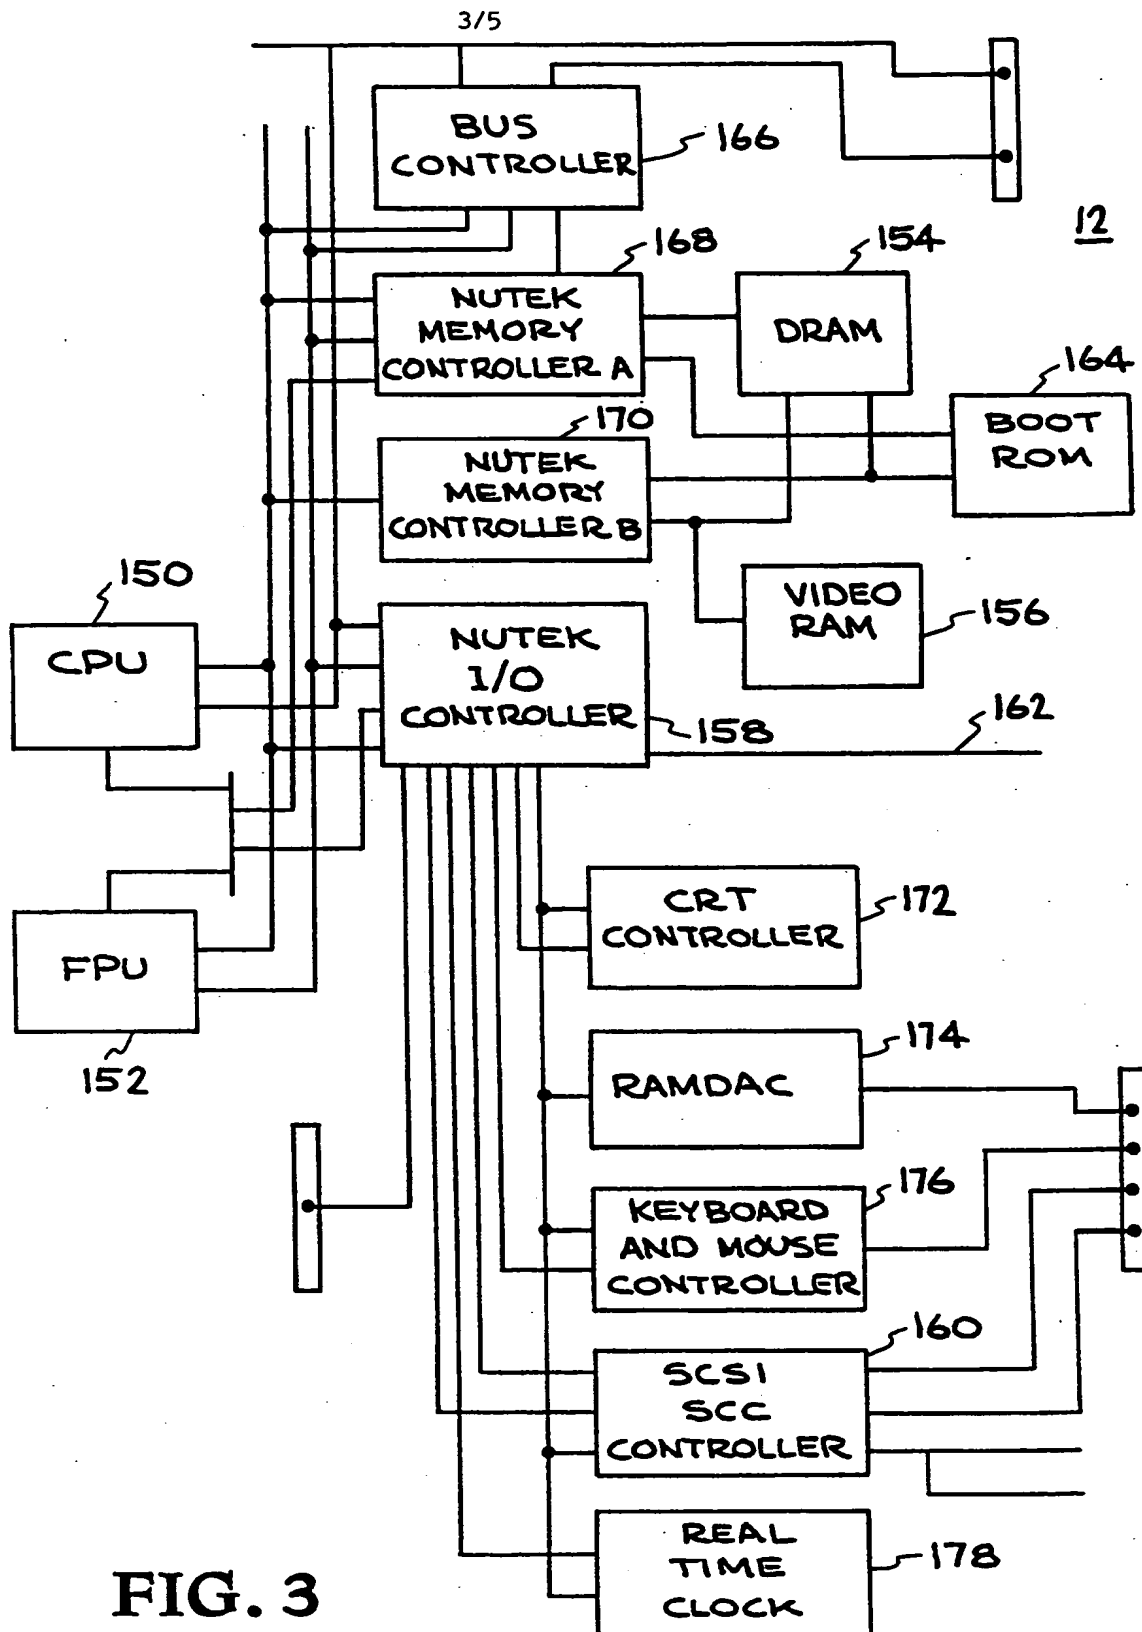 3/5
BUS
CONTROLLER
166
12
168
154
NUTEK
MEMORY
CONTROLLER A
DRAM
164
BOOT
ROM
170
NUTEK
MEMORY
CONTROLLER B
150
CPU
VIDEO
RAM
156
NUTEK
I/O
CONTROLLER
158
162
CRT
CONTROLLER
172
FPU
152
174
RAMDAC
176
KEYBOARD
AND MOUSE
CONTROLLER
160
SCSI
SCC
CONTROLLER
REAL
TIME
CLOCK
178
FIG. 3